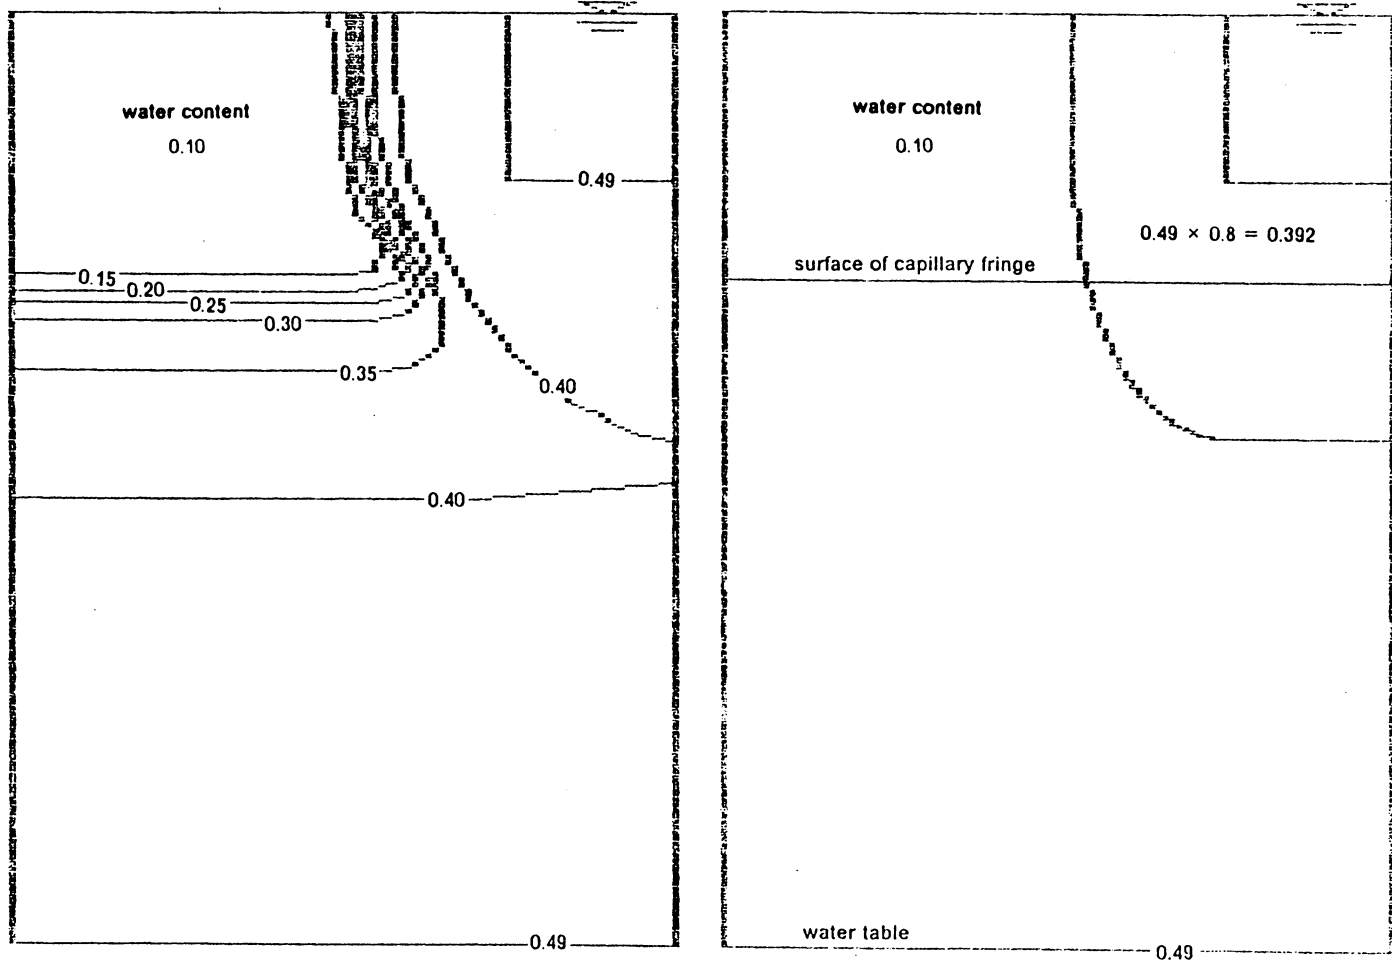 water content
0.10
0.49
0.15
0.20
0.25
0.30
0.35
0.40
0.40
0.49
water content
0.10
0.49 × 0.8 = 0.392
surface of capillary fringe
water table
0.49